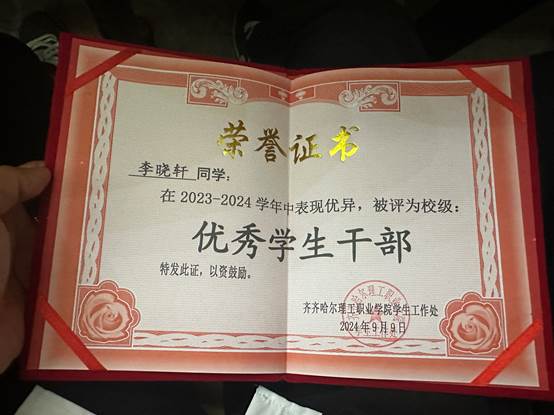 荣誉证书
李晓轩 同学：
在 2023-2024 学年中表现优异，被评为校级：
优秀学生干部
特发此证，以资鼓励。
齐齐哈尔理工职业学院学生工作处
2024年9月9日